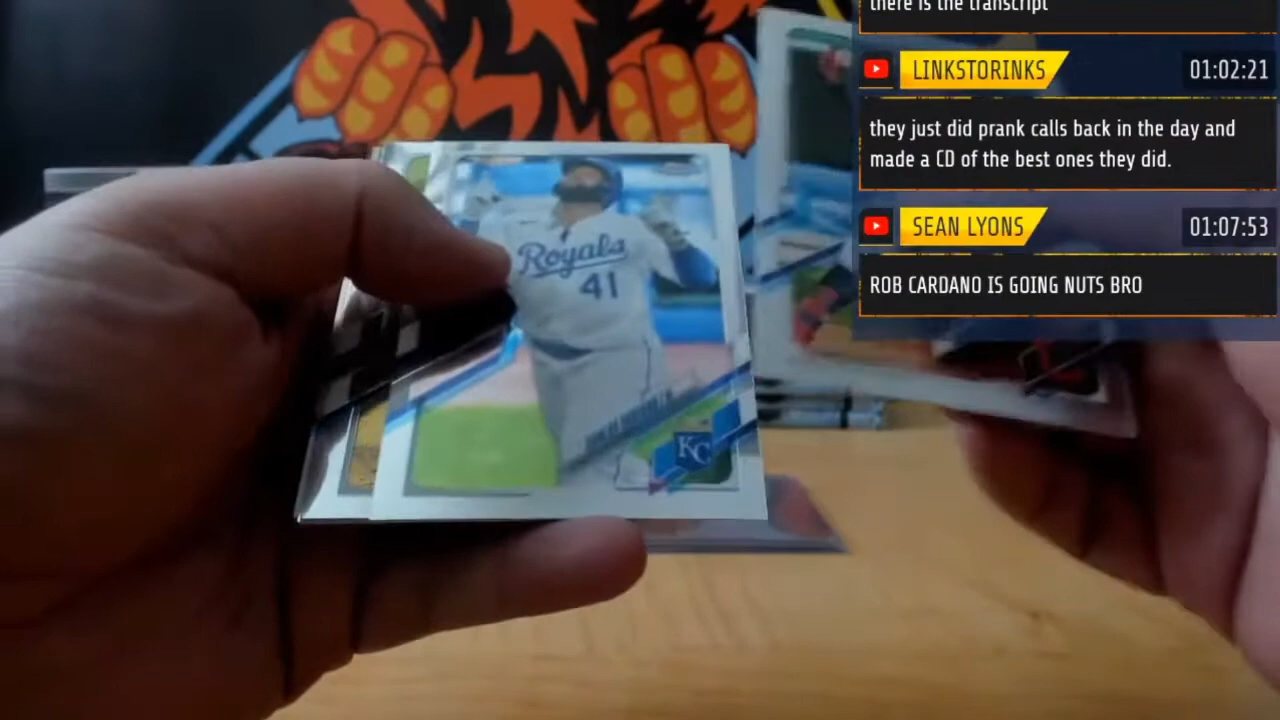 there is the transcript
LINKSTORINKS
01:02:21
they just did prank calls back in the day and
made a CD of the best ones they did.
SEAN LYONS
01:07:53
ROB CARDANO IS GOING NUTS BRO
Royals
41
KC